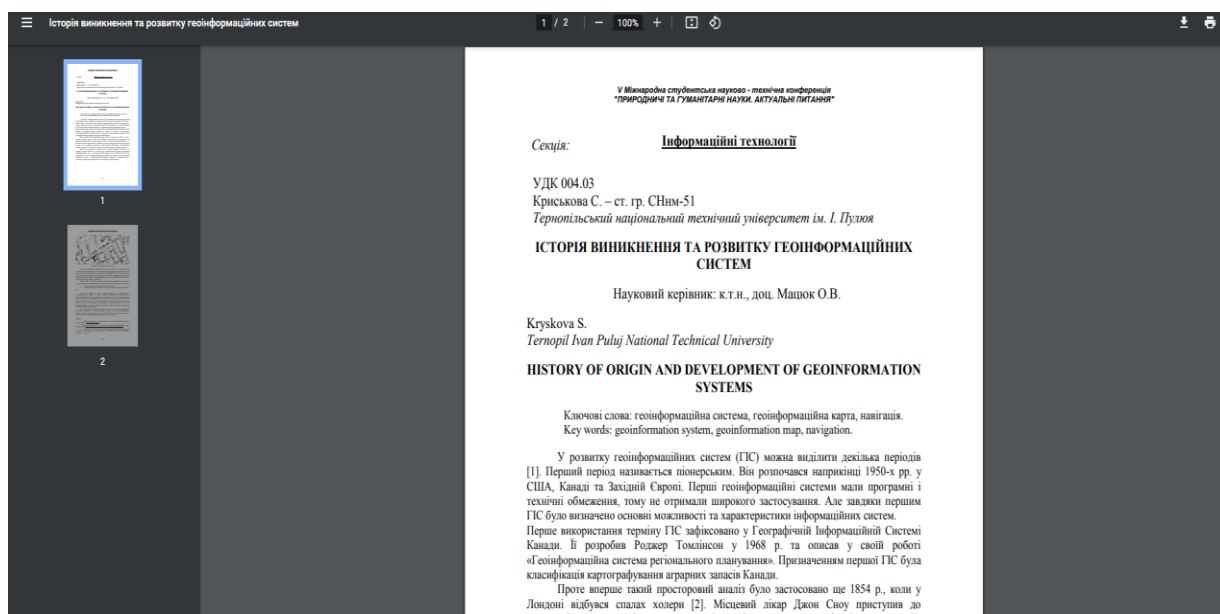 Історія виникнення та розвитку геоінформаційних систем
1 / 2
100%
1
2
V Міжнародна студентська науково - технічна конференція
"ПРИРОДНИЧІ ТА ГУМАНІТАРНІ НАУКИ. АКТУАЛЬНІ ПИТАННЯ"
Секція: Інформаційні технології
УДК 004.03
Криськова С. – ст. гр. СНнм-51
Тернопільський національний технічний університет ім. І. Пулюя
ІСТОРІЯ ВИНИКНЕННЯ ТА РОЗВИТКУ ГЕОІНФОРМАЦІЙНИХ
СИСТЕМ
Науковий керівник: к.т.н., доц. Мацюк О.В.
Kryskova S.
Ternopil Ivan Puluj National Technical University
HISTORY OF ORIGIN AND DEVELOPMENT OF GEOINFORMATION
SYSTEMS
Ключові слова: геоінформаційна система, геоінформаційна карта, навігація.
Key words: geoinformation system, geoinformation map, navigation.
У розвитку геоінформаційних систем (ГІС) можна виділити декілька періодів
[1]. Перший період називається піонерським. Він розпочався наприкінці 1950-х рр. у
США, Канаді та Західній Європі. Перші геоінформаційні системи мали програмні і
технічні обмеження, тому не отримали широкого застосування. Але завдяки першим
ГІС було визначено основні можливості та характеристики інформаційних систем.
Перше використання терміну ГІС зафіксовано у Географічній Інформаційній Системі
Канади. Її розробив Роджер Томлінсон у 1968 р. та описав у своїй роботі
«Геоінформаційна система регіонального планування». Призначенням першої ГІС була
класифікація картографування аграрних запасів Канади.
Проте вперше такий просторовий аналіз було застосовано ще 1854 р., коли у
Лондоні відбувся спалах холери [2]. Місцевий лікар Джон Сноу приступив до